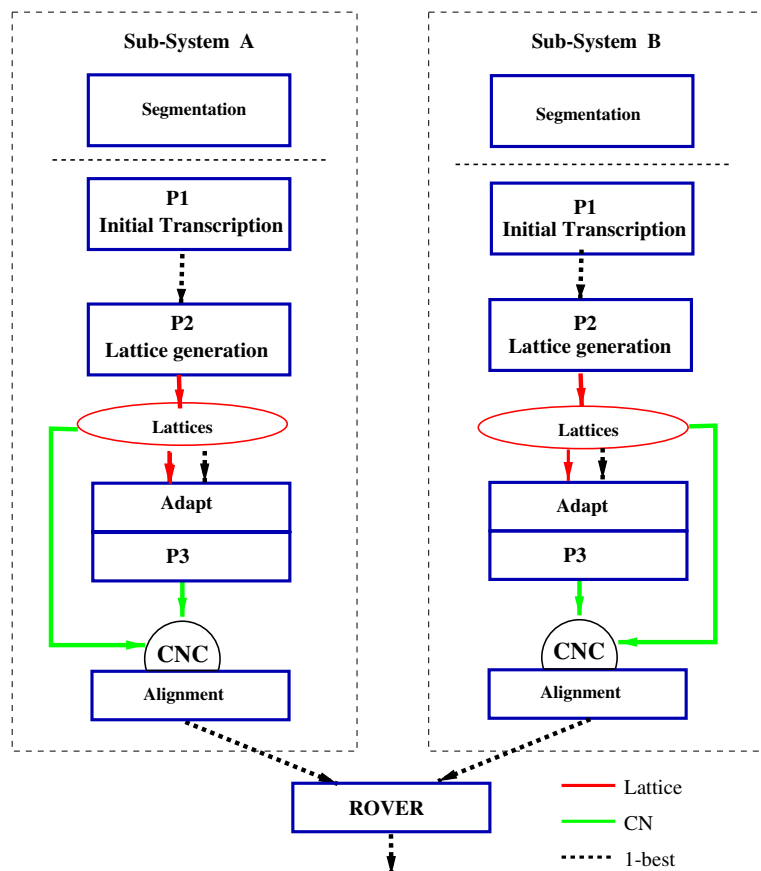 Sub-System A
Segmentation
P1
Initial Transcription
P2
Lattice generation
Lattices
Adapt
P3
CNC
Alignment
Sub-System B
Segmentation
P1
Initial Transcription
P2
Lattice generation
Lattices
Adapt
P3
CNC
Alignment
ROVER
Lattice
CN
1-best